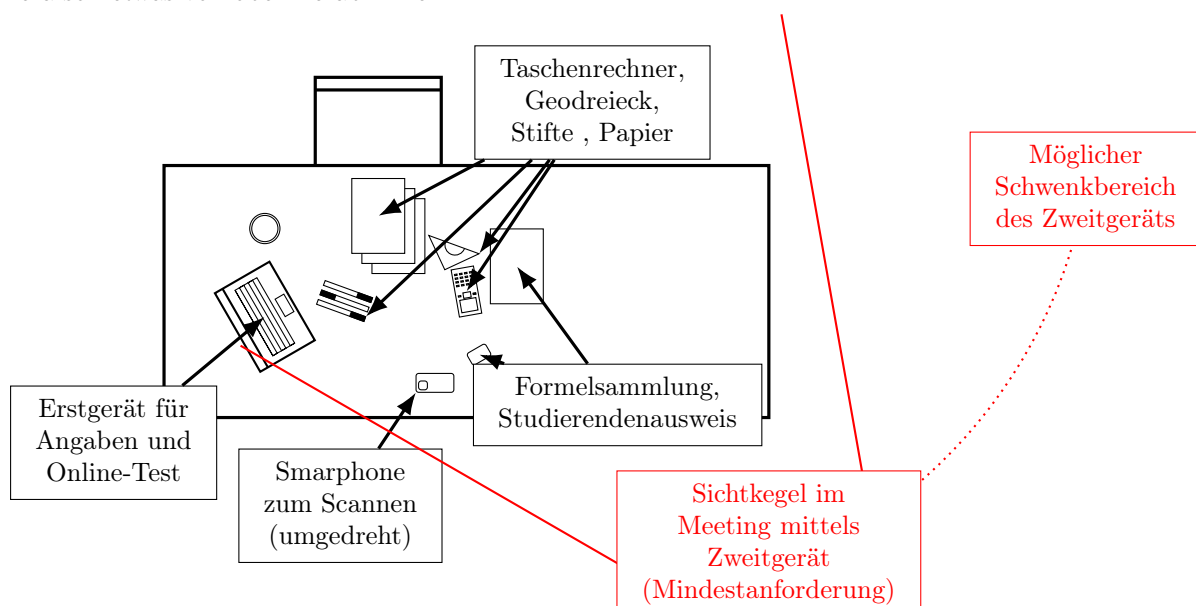 Taschenrechner,
Geodreieck,
Stifte , Papier
Möglicher
Schwenkbereich
des Zweitgeräts
Erstgerät für
Angaben und
Online-Test
Formelsammlung,
Studierendenausweis
Smarphone
zum Scannen
(umgedreht)
Sichtkegel im
Meeting mittels
Zweitgerät
(Mindestanforderung)